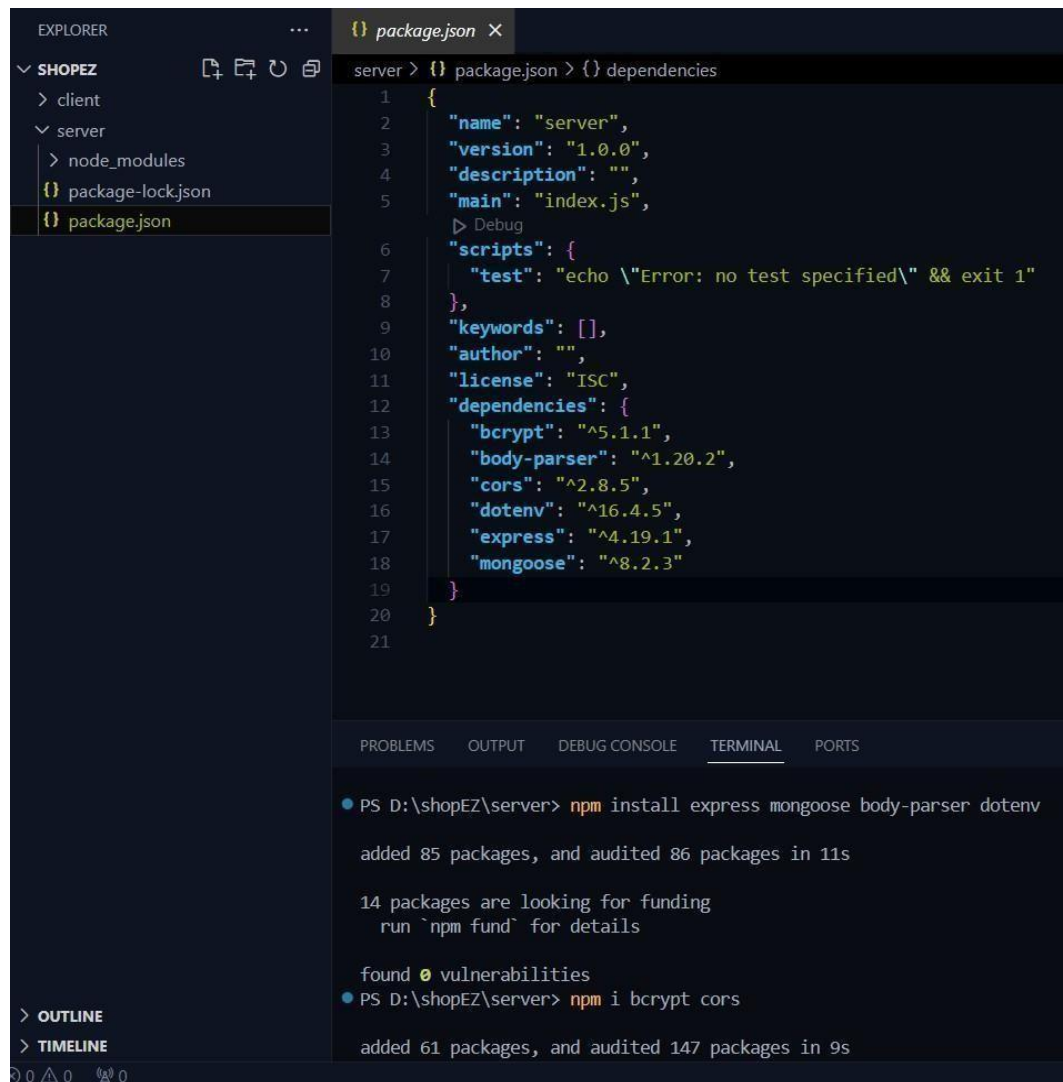 EXPLORER ...
SHOPEZ
client
server
node_modules
{} package-lock.json
{} package.json
OUTLINE
TIMELINE
{} package.json ×
server > {} package.json > {} dependencies
1 {
2 "name": "server",
3 "version": "1.0.0",
4 "description": "",
5 "main": "index.js",
Debug
6 "scripts": {
7 "test": "echo \"Error: no test specified\" && exit 1"
8 },
9 "keywords": [],
10 "author": "",
11 "license": "ISC",
12 "dependencies": {
13 "bcrypt": "^5.1.1",
14 "body-parser": "^1.20.2",
15 "cors": "^2.8.5",
16 "dotenv": "^16.4.5",
17 "express": "^4.19.1",
18 "mongoose": "^8.2.3"
19 }
20 }
21
PROBLEMS OUTPUT DEBUG CONSOLE TERMINAL PORTS
PS D:\shopEZ\server> npm install express mongoose body-parser dotenv
added 85 packages, and audited 86 packages in 11s
14 packages are looking for funding
run `npm fund` for details
found 0 vulnerabilities
PS D:\shopEZ\server> npm i bcrypt cors
added 61 packages, and audited 147 packages in 9s
0 0 0